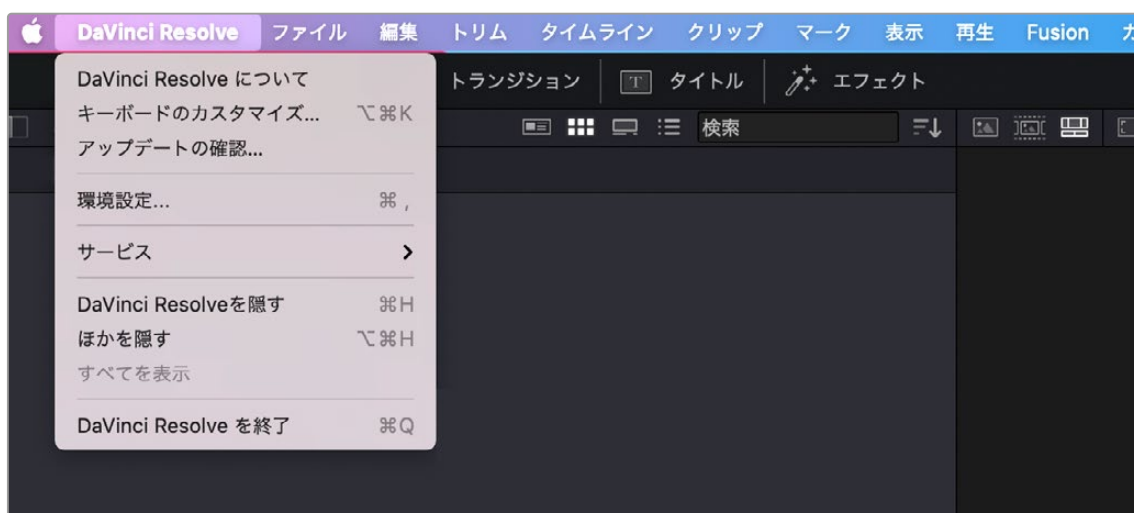 DaVinci Resolve ファイル 編集 トリム タイムライン クリップ マーク 表示 再生 Fusion
トランジション T タイトル エフェクト
検索
DaVinci Resolve について
キーボードのカスタマイズ... ⌥⌘K
アップデートの確認...
環境設定... ⌘ ,
サービス
DaVinci Resolveを隠す ⌘H
ほかを隠す ⌥⌘H
すべてを表示
DaVinci Resolve を終了 ⌘Q